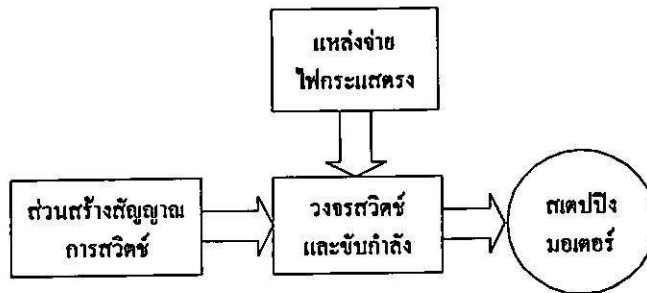 แหล่งจ่าย
ไฟกระแสตรง
ส่วนสร้างสัญญาณ
การสวิตช์
วงจรสวิตช์
และขับกำลัง
สเตปปิง
มอเตอร์